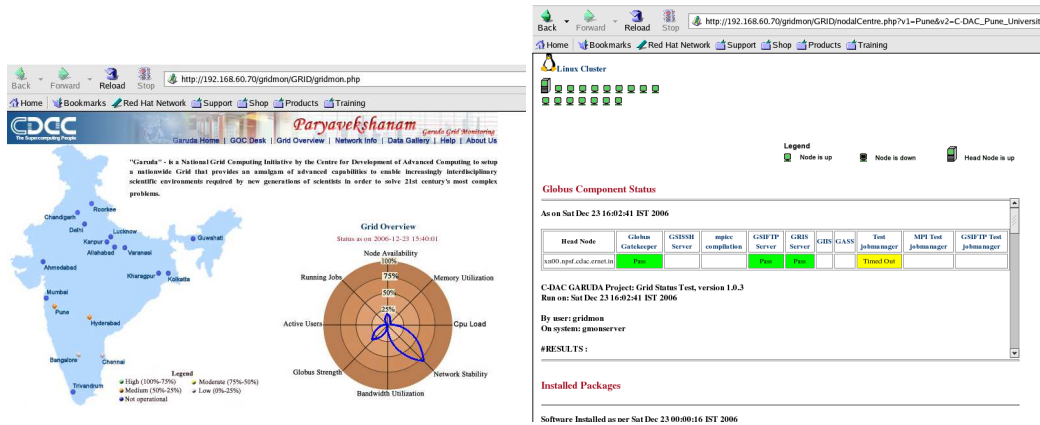 Back Forward Reload Stop http://192.168.60.70/gridmon/GRID/gridmon.php
Home Bookmarks Red Hat Network Support Shop Products Training
CDAC
The Supercomputing People
Paryavekshanam Garuda Grid Monitoring
Garuda Home | GOC Desk | Grid Overview | Network Info | Data Gallery | Help | About Us
"Garuda" - is a National Grid Computing Initiative by the Centre for Development of Advanced Computing to setup
a nationwide Grid that provides an amalgam of advanced capabilities to enable increasingly interdisciplinary
scientific environments required by new generations of scientists in order to solve 21st century's most complex
problems.
Roorkee
Chandigarh
Delhi
Lucknow
Kanpur
Guwahati
Allahabad Varanasi
Ahmedabad
Kharagpur Kolkatta
Mumbai
Pune
Hyderabad
Bangalore Chennai
Trivandrum
Legend
High (100%-75%) Moderate (75%-50%)
Medium (50%-25%) Low (0%-25%)
Not operational
Grid Overview
Status as on 2006-12-23 15:40:01
Node Availability
100%
Running Jobs 75% Memory Utilization
50%
25%
Active Users Cpu Load
Globus Strength Network Stability
Bandwidth Utilization
Back Forward Reload Stop http://192.168.60.70/gridmon/GRID/nodalCentre.php?v1=Pune&v2=C-DAC_Pune_Universit
Home Bookmarks Red Hat Network Support Shop Products Training
Linux Cluster
Legend
Node is up Node is down Head Node is up
Globus Component Status
As on Sat Dec 23 16:02:41 IST 2006
Head Node Globus Gatekeeper GSISSH Server mpicc compilation GSIFTP Server GRIS Server GIIS GASS Test jobmanager MPI Test jobmanager GSIFTP Test jobmanager
xn00.npsf.cdac.ernet.in Pass Pass Pass Timed Out
C-DAC GARUDA Project: Grid Status Test, version 1.0.3
Run on: Sat Dec 23 16:02:41 IST 2006
By user: gridmon
On system: gmonserver
#RESULTS :
Installed Packages
Software Installed as per Sat Dec 23 00:00:16 IST 2006